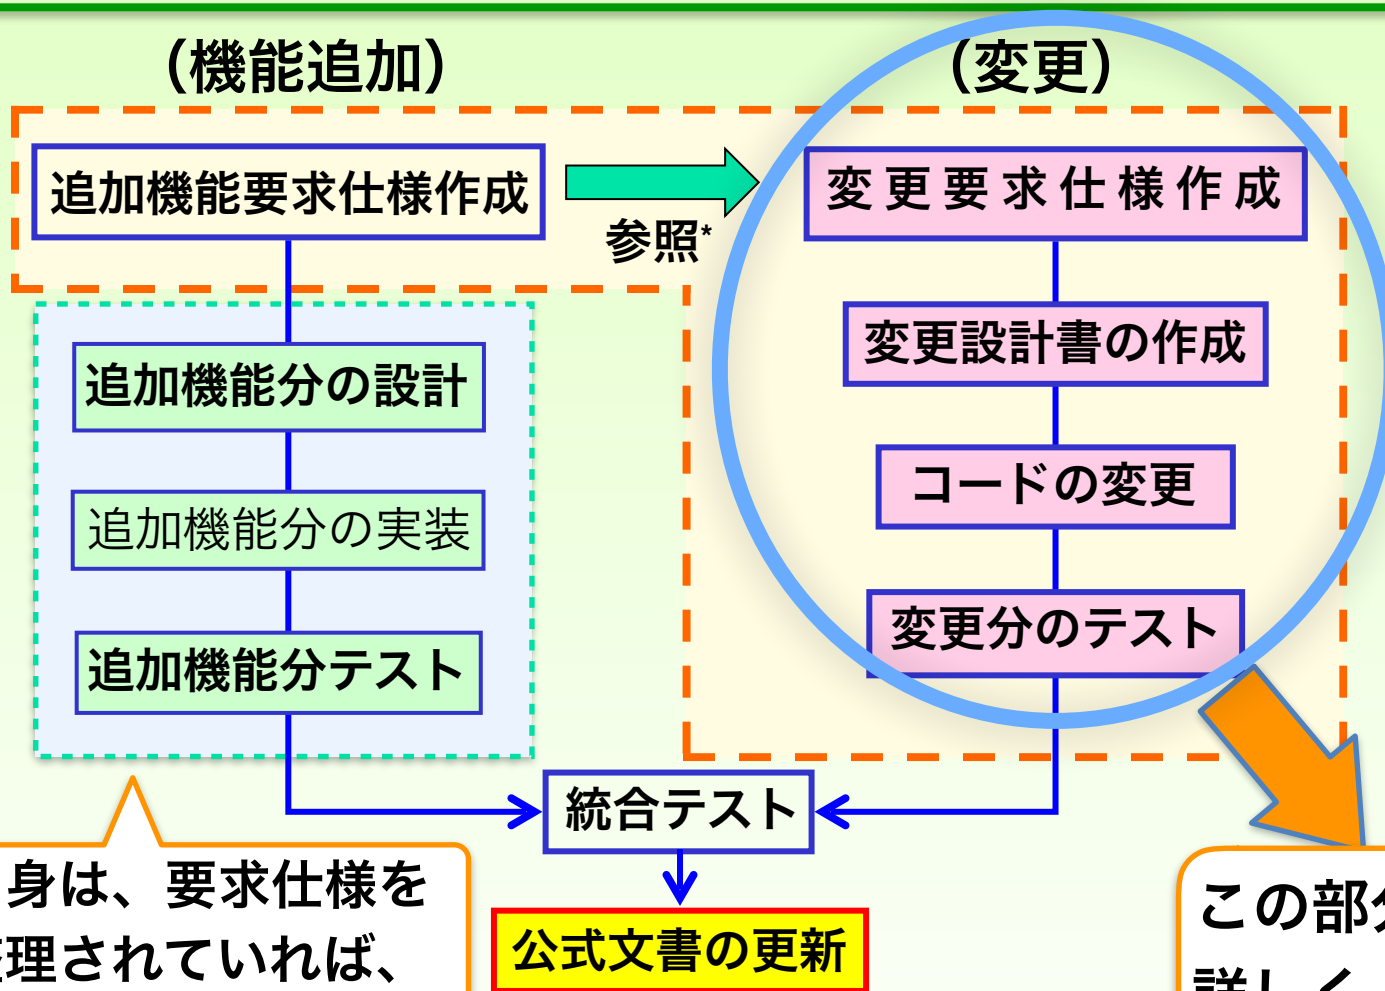 （機能追加）
（変更）
追加機能要求仕様作成
参照*
変更要求仕様作成
変更設計書の作成
追加機能分の設計
コードの変更
追加機能分の実装
変更分のテスト
追加機能分テスト
統合テスト
身は、要求仕様を
理されていれば、
公式文書の更新
この部
詳しく